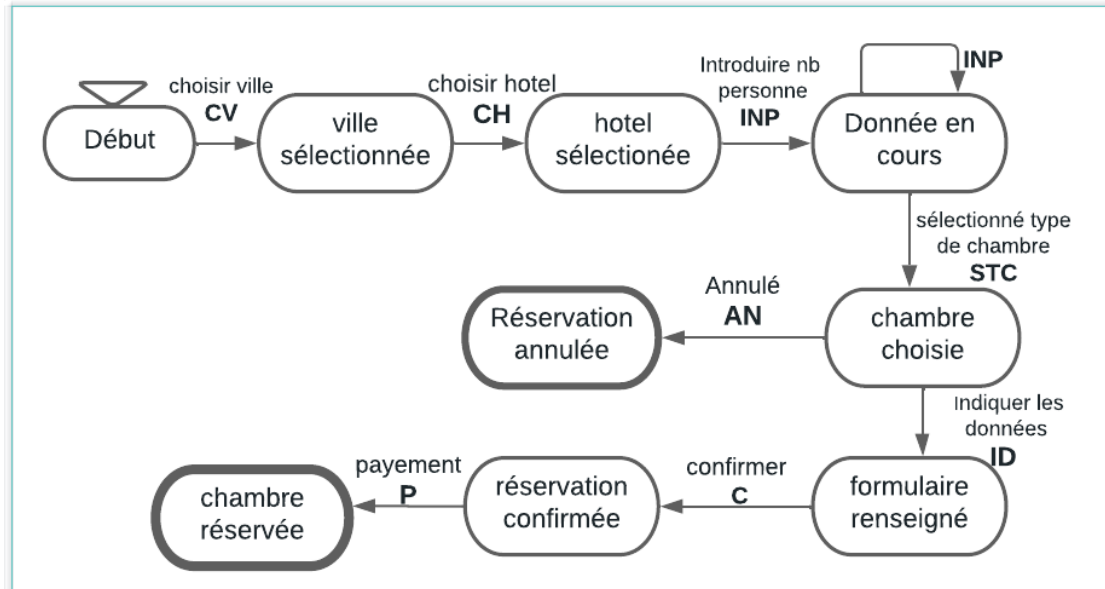 Début
choisir ville
CV
ville
sélectionnée
choisir hotel
CH
hotel
sélectionée
Introduire nb
personne
INP
Donnée en
cours
INP
sélectionné type
de chambre
STC
chambre
choisie
Annulé
AN
Réservation
annulée
Indiquer les
données
ID
formulaire
renseigné
confirmer
C
réservation
confirmée
payement
P
chambre
réservée